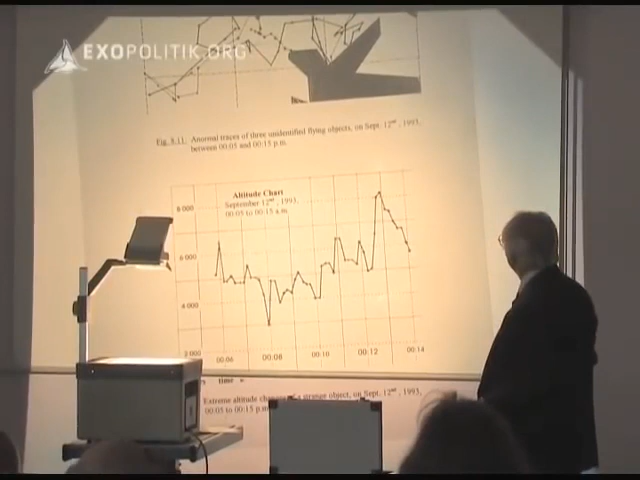 EXOPOLITIK.ORG
Fig. 8.11. Anormal traces of three unidentified flying objects, on Sept. 12nd, 1993,
between 00:05 and 00:15 p.m.
Altitude Chart
September 12nd, 1993,
00:05 to 00:15 a.m.
8 000
6 000
4 000
2 000
00:06 00:08 00:10 00:12 00:14
time =
Extreme altitude changes of a strange object, on Sept. 12nd, 1993,
00:05 to 00:15 p.m.